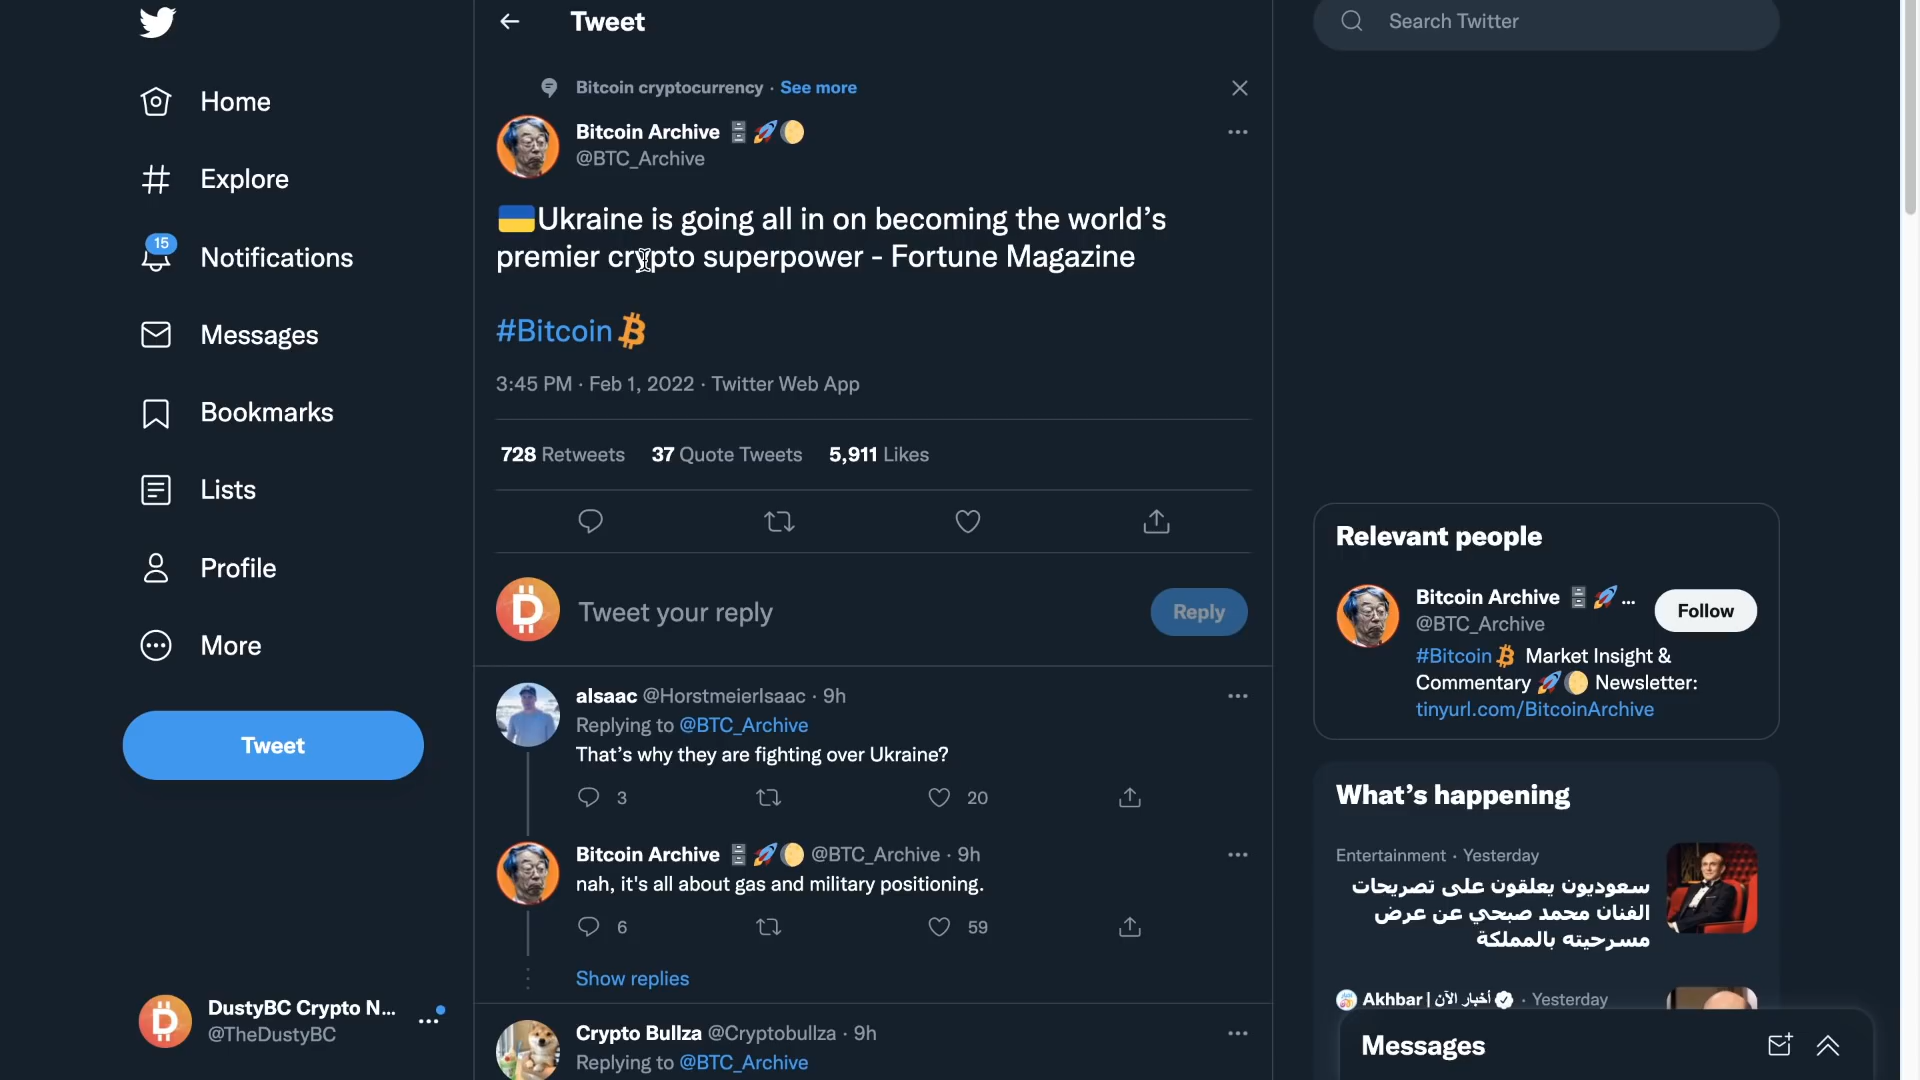 Home
Explore
15
Notifications
Messages
Bookmarks
Lists
Profile
More
Tweet
DustyBC Crypto N...
@TheDustyBC
Tweet
Bitcoin cryptocurrency · See more
Bitcoin Archive 🗄️🚀🌔
@BTC_Archive
🇺🇦Ukraine is going all in on becoming the world’s
premier crypto superpower - Fortune Magazine
#Bitcoin
3:45 PM · Feb 1, 2022 · Twitter Web App
728 Retweets 37 Quote Tweets 5,911 Likes
Tweet your reply
Reply
aIsaac @HorstmeierIsaac · 9h
Replying to @BTC_Archive
That’s why they are fighting over Ukraine?
3 20
Bitcoin Archive 🗄️🚀🌔 @BTC_Archive · 9h
nah, it's all about gas and military positioning.
6 59
Show replies
Crypto Bullza @Cryptobullza · 9h
Replying to @BTC_Archive
Search Twitter
Relevant people
Bitcoin Archive 🗄️🚀...
@BTC_Archive
Follow
#Bitcoin Market Insight &
Commentary 🚀🌔 Newsletter:
tinyurl.com/BitcoinArchive
What’s happening
Entertainment · Yesterday
سعوديون يعلقون على تصريحات
الفنان محمد صبحي عن عرض
مسرحيته بالمملكة
Akhbar | أخبار الآن · Yesterday
Messages